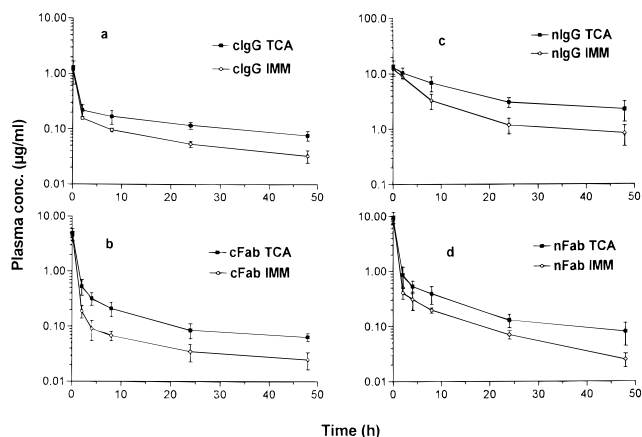 Plasma conc. (µg/ml)
a
cIgG TCA
cIgG IMM
1.00
0.10
0.01
0 10 20 30 40 50
c
nIgG TCA
nIgG IMM
100.0
10.0
1.0
0.1
0 10 20 30 40 50
b
cFab TCA
cFab IMM
10.00
1.00
0.10
0.01
0 10 20 30 40 50
d
nFab TCA
nFab IMM
10.00
1.00
0.10
0.01
0 10 20 30 40 50
Time (h)